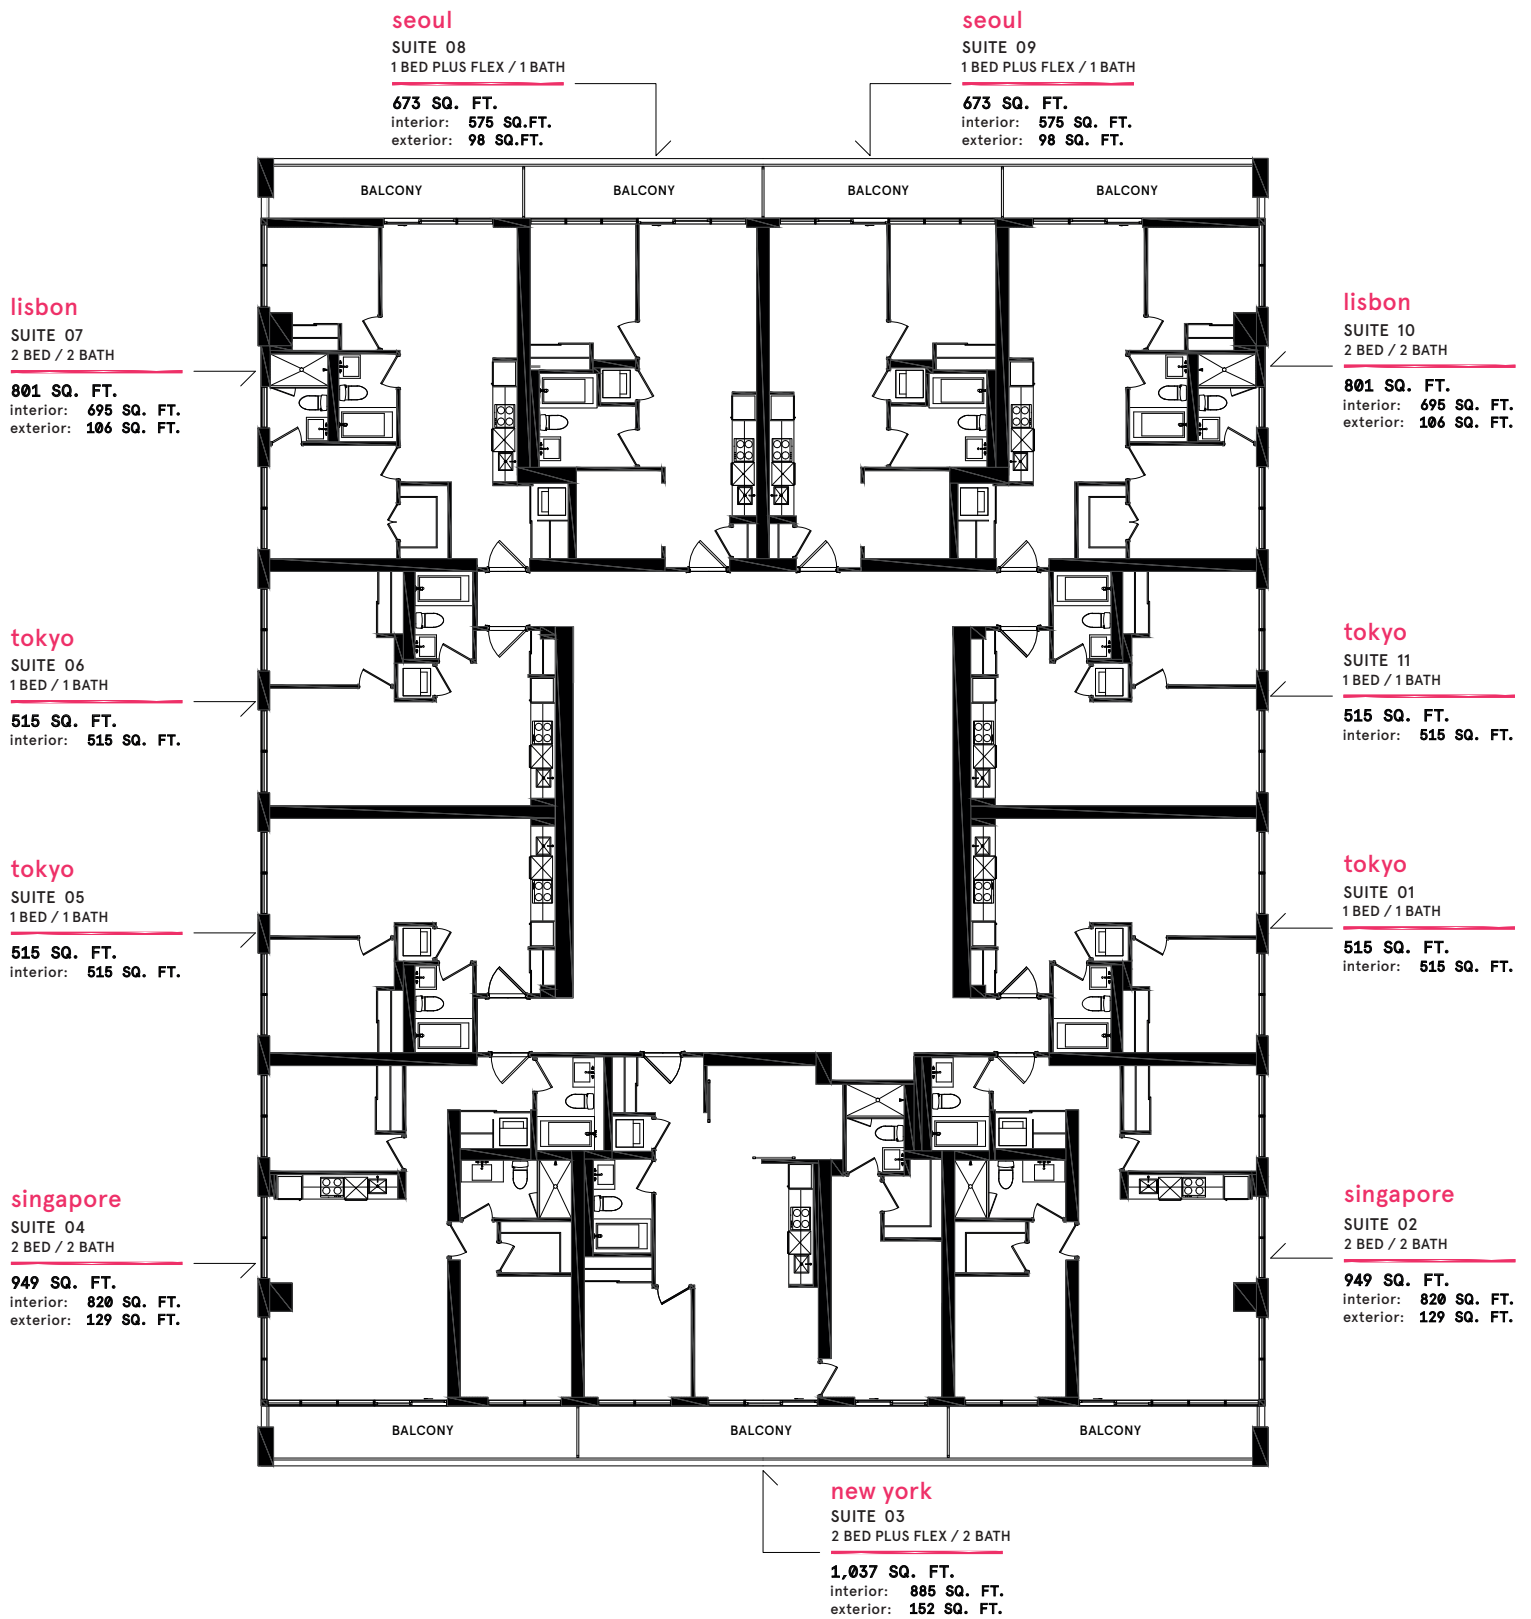 seoul
SUITE 08
1 BED PLUS FLEX / 1 BATH
673 SQ. FT.
interior: 575 SQ.FT.
exterior: 98 SQ.FT.
seoul
SUITE 09
1 BED PLUS FLEX / 1 BATH
673 SQ. FT.
interior: 575 SQ. FT.
exterior: 98 SQ. FT.
BALCONY
BALCONY
BALCONY
BALCONY
lisbon
SUITE 07
2 BED / 2 BATH
801 SQ. FT.
interior: 695 SQ. FT.
exterior: 106 SQ. FT.
lisbon
SUITE 10
2 BED / 2 BATH
801 SQ. FT.
interior: 695 SQ. FT.
exterior: 106 SQ. FT.
tokyo
SUITE 06
1 BED / 1 BATH
515 SQ. FT.
interior: 515 SQ. FT.
tokyo
SUITE 11
1 BED / 1 BATH
515 SQ. FT.
interior: 515 SQ. FT.
tokyo
SUITE 05
1 BED / 1 BATH
515 SQ. FT.
interior: 515 SQ. FT.
tokyo
SUITE 01
1 BED / 1 BATH
515 SQ. FT.
interior: 515 SQ. FT.
singapore
SUITE 04
2 BED / 2 BATH
949 SQ. FT.
interior: 820 SQ. FT.
exterior: 129 SQ. FT.
singapore
SUITE 02
2 BED / 2 BATH
949 SQ. FT.
interior: 820 SQ. FT.
exterior: 129 SQ. FT.
BALCONY
BALCONY
BALCONY
new york
SUITE 03
2 BED PLUS FLEX / 2 BATH
1,037 SQ. FT.
interior: 885 SQ. FT.
exterior: 152 SQ. FT.